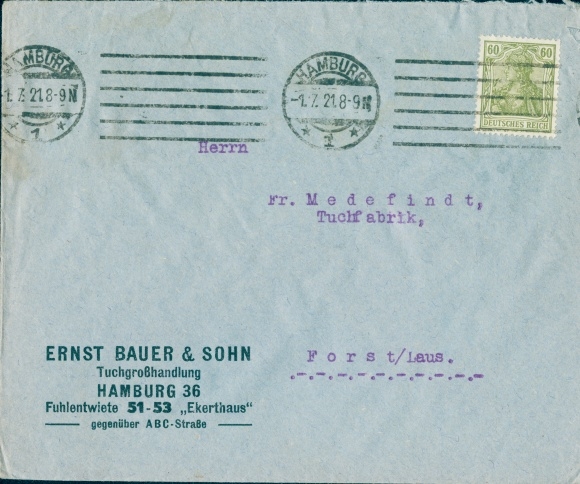 HAMBURG
-1.7.21.8-9N
* 1 *
HAMBURG
-1.7.21.8-9N
* 1 *
60 60
DEUTSCHES REICH
Herrn
Fr. Medefindt,
Tuchfabrik,
Forst/Laus.
ERNST BAUER & SOHN
Tuchgroßhandlung
HAMBURG 36
Fuhlentwiete 51-53 „Ekerthaus"
gegenüber ABC-Straße